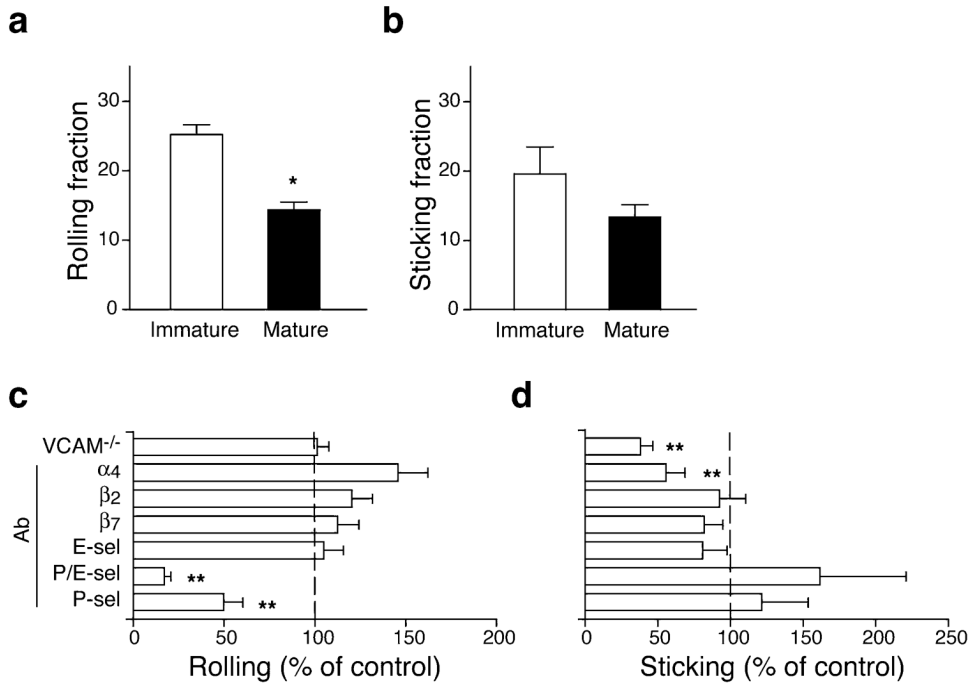 a
b
30
20
10
0
Rolling fraction
*
Immature
Mature
30
20
10
0
Sticking fraction
Immature
Mature
c
d
VCAM-/-
α4
β2
β7
E-sel
P/E-sel
P-sel
Ab
**
**
0
50
100
150
200
Rolling (% of control)
**
**
0
50
100
150
200
250
Sticking (% of control)